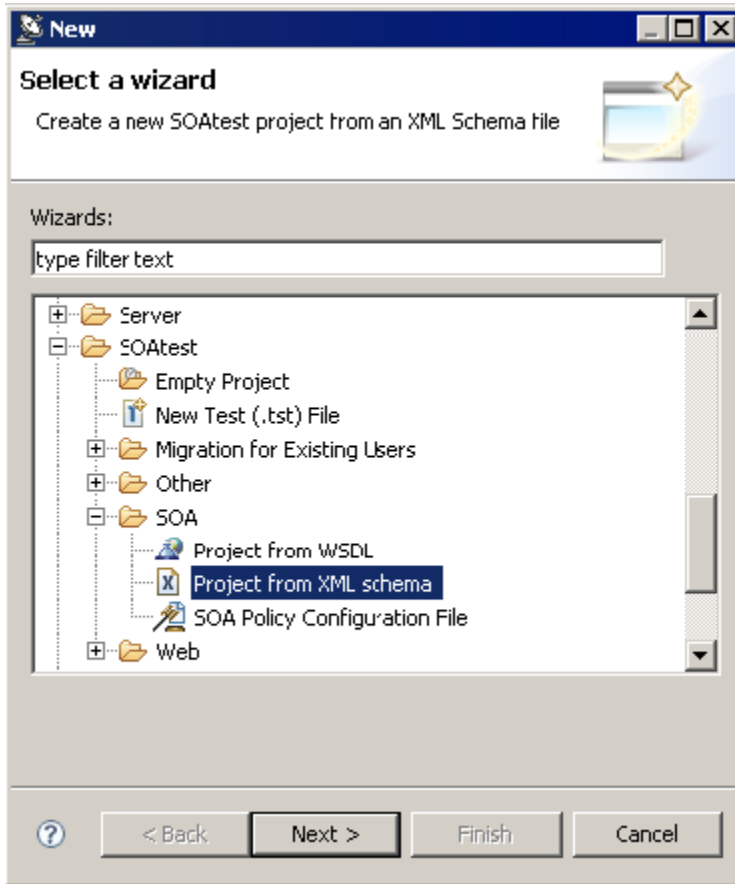 New
Select a wizard
Create a new SOAtest project from an XML Schema file
Wizards:
type filter text
Server
SOAtest
Empty Project
New Test (.tst) File
Migration for Existing Users
Other
SOA
Project from WSDL
Project from XML schema
SOA Policy Configuration File
Web
< Back Next > Finish Cancel